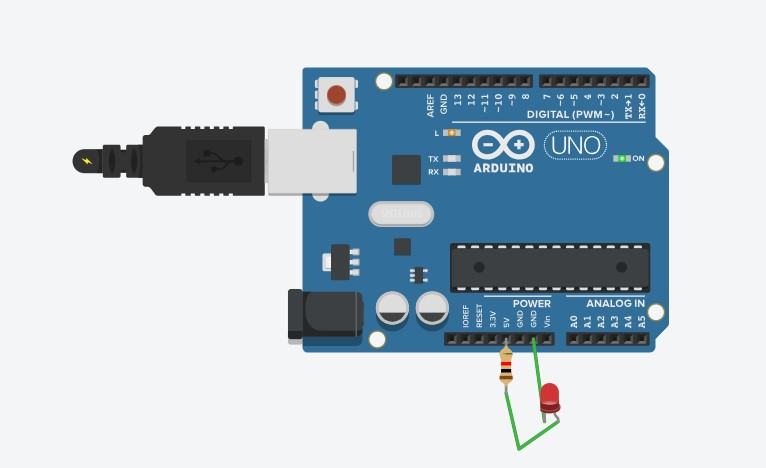 AREF
GND
13
12
~11
~10
~9
8
7
~6
~5
4
~3
2
TX→1
RX←0
DIGITAL (PWM~)
L
TX
RX
ARDUINO
UNO
ON
POWER
ANALOG IN
IOREF
RESET
3.3V
5V
GND
GND
Vin
A0
A1
A2
A3
A4
A5